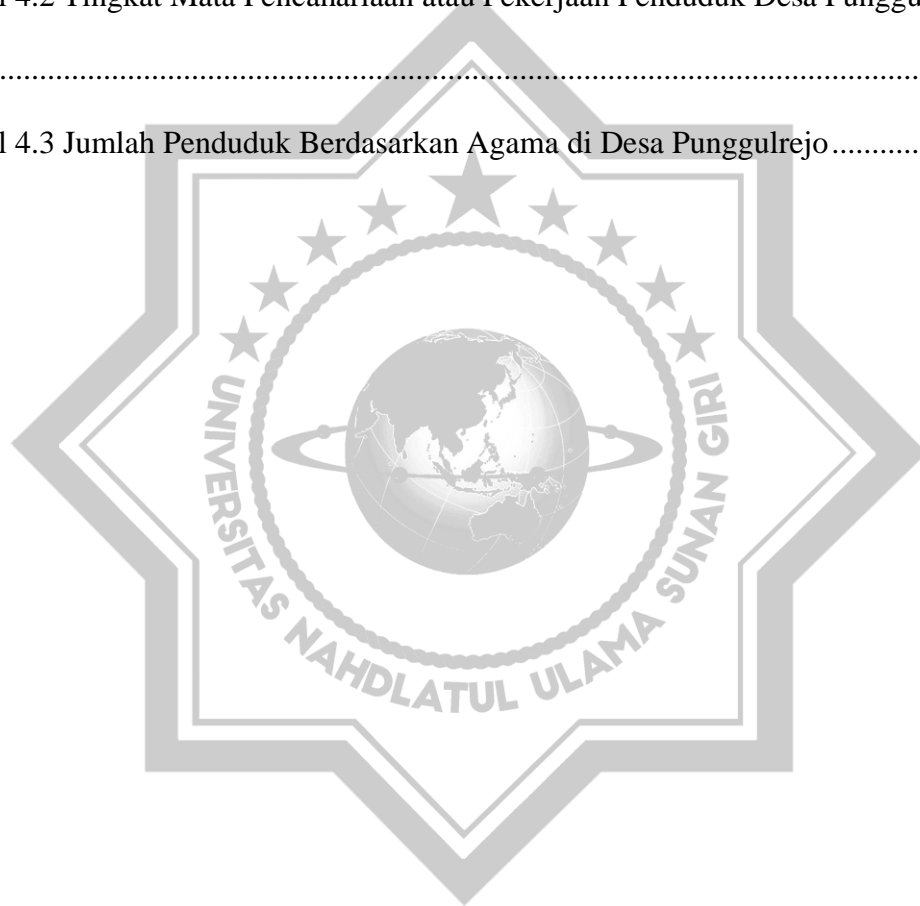 l 4.2 Tingkat Mata Pencahariaan atau Pekerjaan Penduduk Desa Punggu
................................................................................................................
l 4.3 Jumlah Penduduk Berdasarkan Agama di Desa Punggulrejo ...........
UNIVERSITAS NAHDLATUL ULAMA SUNAN GIRI